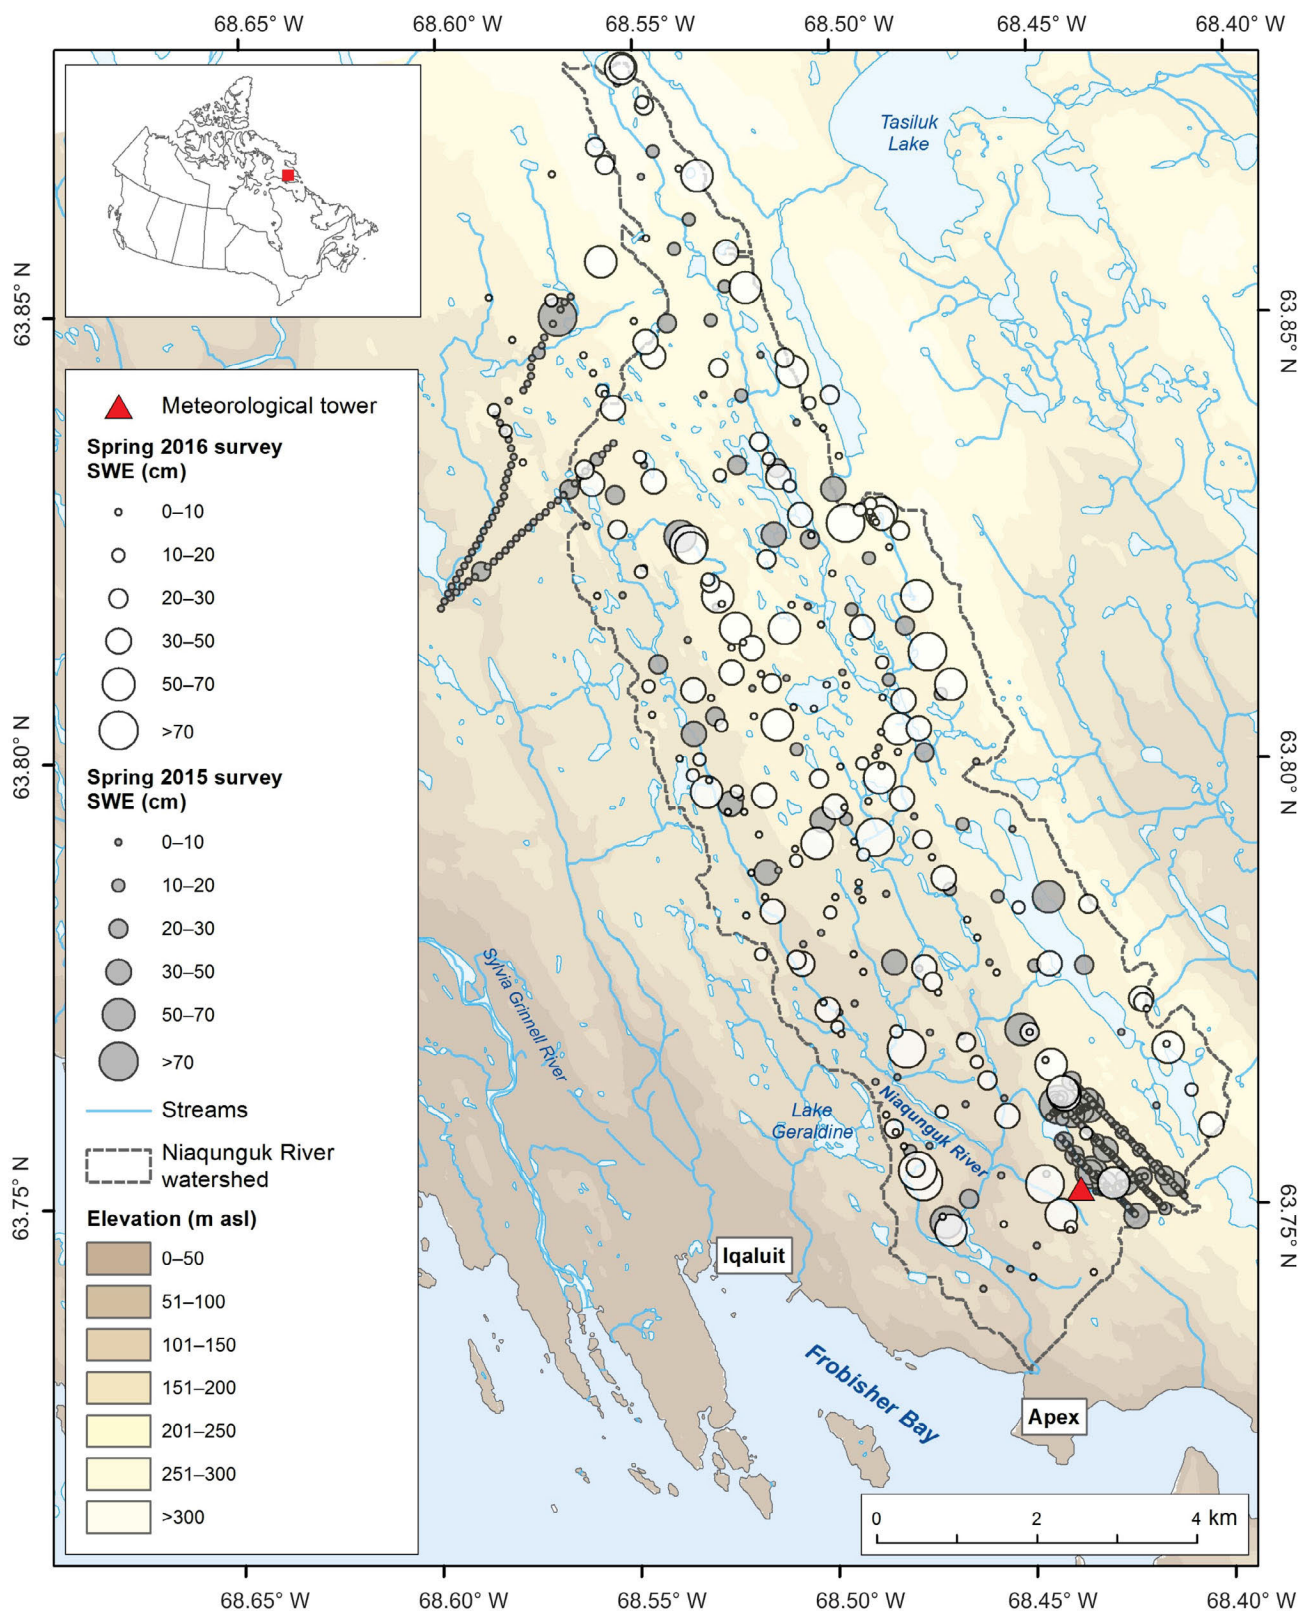 68.65° W
68.60° W
68.55° W
68.50° W
68.45° W
68.40° W
63.85° N
63.80° N
63.75° N
63.85° N
63.80° N
63.75° N
Tasiluk
Lake
Meteorological tower
Spring 2016 survey
SWE (cm)
0–10
10–20
20–30
30–50
50–70
>70
Spring 2015 survey
SWE (cm)
0–10
10–20
20–30
30–50
50–70
>70
Streams
Niaqunguk River
watershed
Elevation (m asl)
0–50
51–100
101–150
151–200
201–250
251–300
>300
Sylvia Grinnell River
Lake
Geraldine
Niaqunguk River
Iqaluit
Frobisher Bay
Apex
0 2 4 km
68.65° W
68.60° W
68.55° W
68.50° W
68.45° W
68.40° W